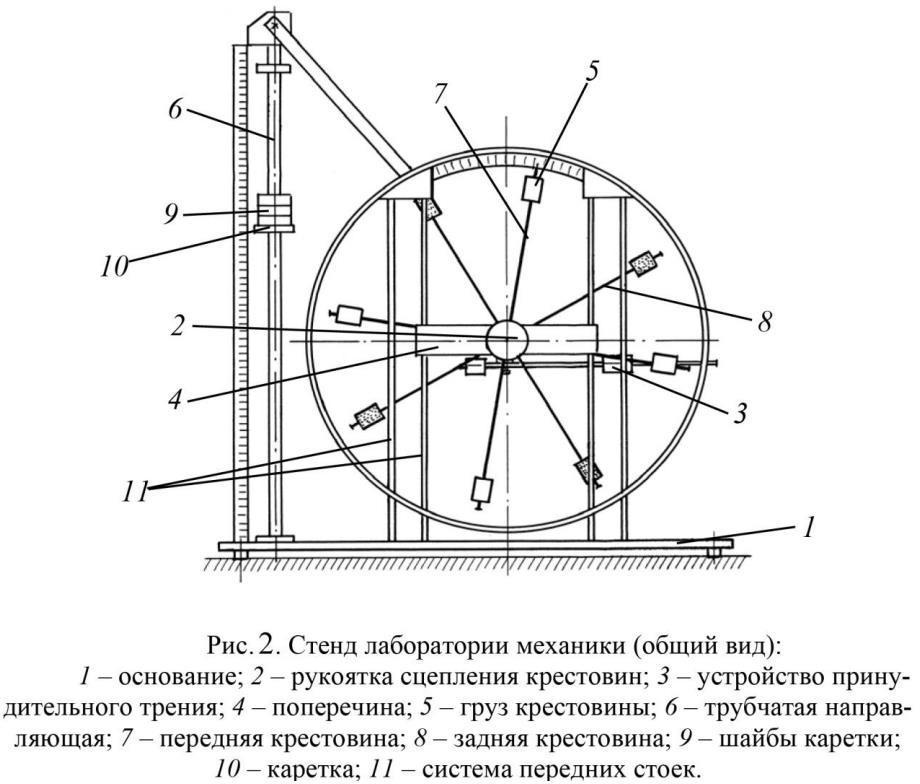 5
7
6
9
10
2
8
4
3
11
1
Рис. 2. Стенд лаборатории механики (общий вид):
1 – основание; 2 – рукоятка сцепления крестовин; 3 – устройство прину-
дительного трения; 4 – поперечина; 5 – груз крестовины; 6 – трубчатая направ-
ляющая; 7 – передняя крестовина; 8 – задняя крестовина; 9 – шайбы каретки;
10 – каретка; 11 – система передних стоек.